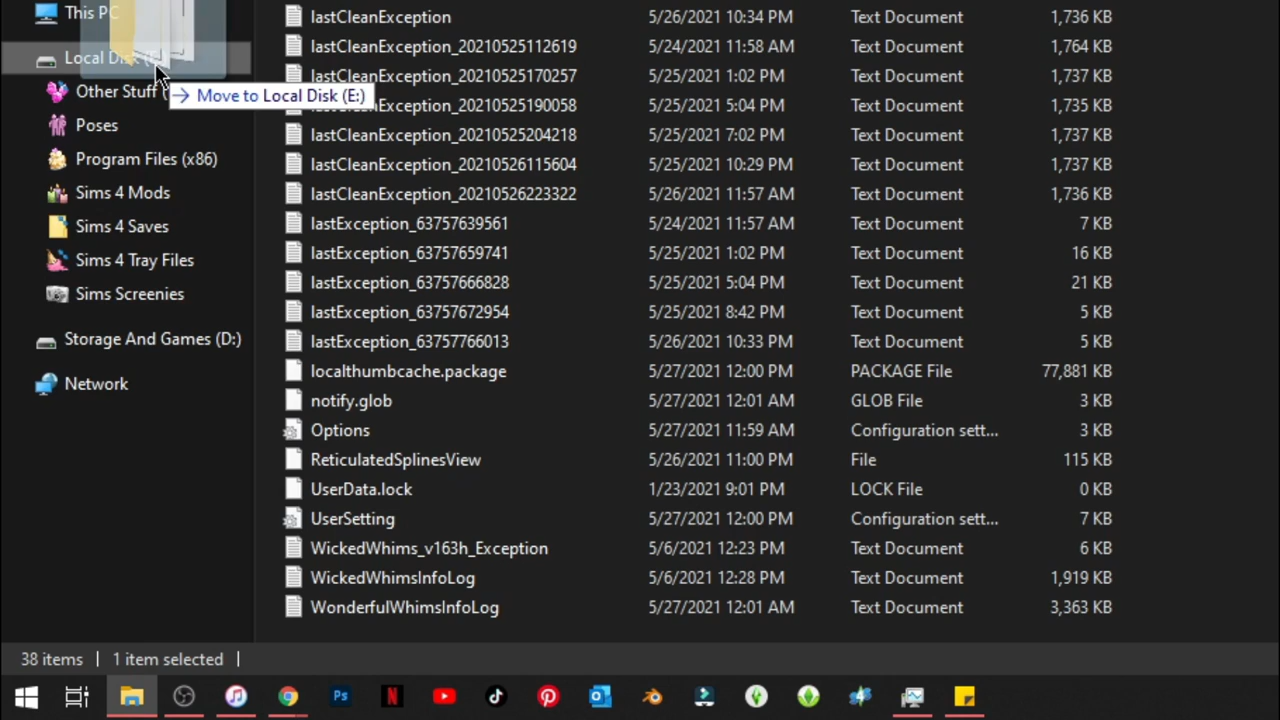 This PC
Local Disk (E:)
Move to Local Disk (E:)
Other Stuff
Poses
Program Files (x86)
Sims 4 Mods
Sims 4 Saves
Sims 4 Tray Files
Sims Screenies
Storage And Games (D:)
Network
lastCleanException 5/26/2021 10:34 PM Text Document 1,736 KB
lastCleanException_20210525112619 5/24/2021 11:58 AM Text Document 1,764 KB
lastCleanException_20210525170257 5/25/2021 1:02 PM Text Document 1,737 KB
lastCleanException_20210525190058 5/25/2021 5:04 PM Text Document 1,735 KB
lastCleanException_20210525204218 5/25/2021 7:02 PM Text Document 1,737 KB
lastCleanException_20210526115604 5/25/2021 10:29 PM Text Document 1,737 KB
lastCleanException_20210526223322 5/26/2021 11:57 AM Text Document 1,736 KB
lastException_63757639561 5/24/2021 11:57 AM Text Document 7 KB
lastException_63757659741 5/25/2021 1:02 PM Text Document 16 KB
lastException_63757666828 5/25/2021 5:04 PM Text Document 21 KB
lastException_63757672954 5/25/2021 8:42 PM Text Document 5 KB
lastException_63757766013 5/26/2021 10:33 PM Text Document 5 KB
localthumbcache.package 5/27/2021 12:00 PM PACKAGE File 77,881 KB
notify.glob 5/27/2021 12:01 AM GLOB File 3 KB
Options 5/27/2021 11:59 AM Configuration sett... 3 KB
ReticulatedSplinesView 5/26/2021 11:00 PM File 115 KB
UserData.lock 1/23/2021 9:01 PM LOCK File 0 KB
UserSetting 5/27/2021 12:00 PM Configuration sett... 7 KB
WickedWhims_v163h_Exception 5/6/2021 12:23 PM Text Document 6 KB
WickedWhimsInfoLog 5/6/2021 12:28 PM Text Document 1,919 KB
WonderfulWhimsInfoLog 5/27/2021 12:01 AM Text Document 3,363 KB
38 items 1 item selected
Ps N